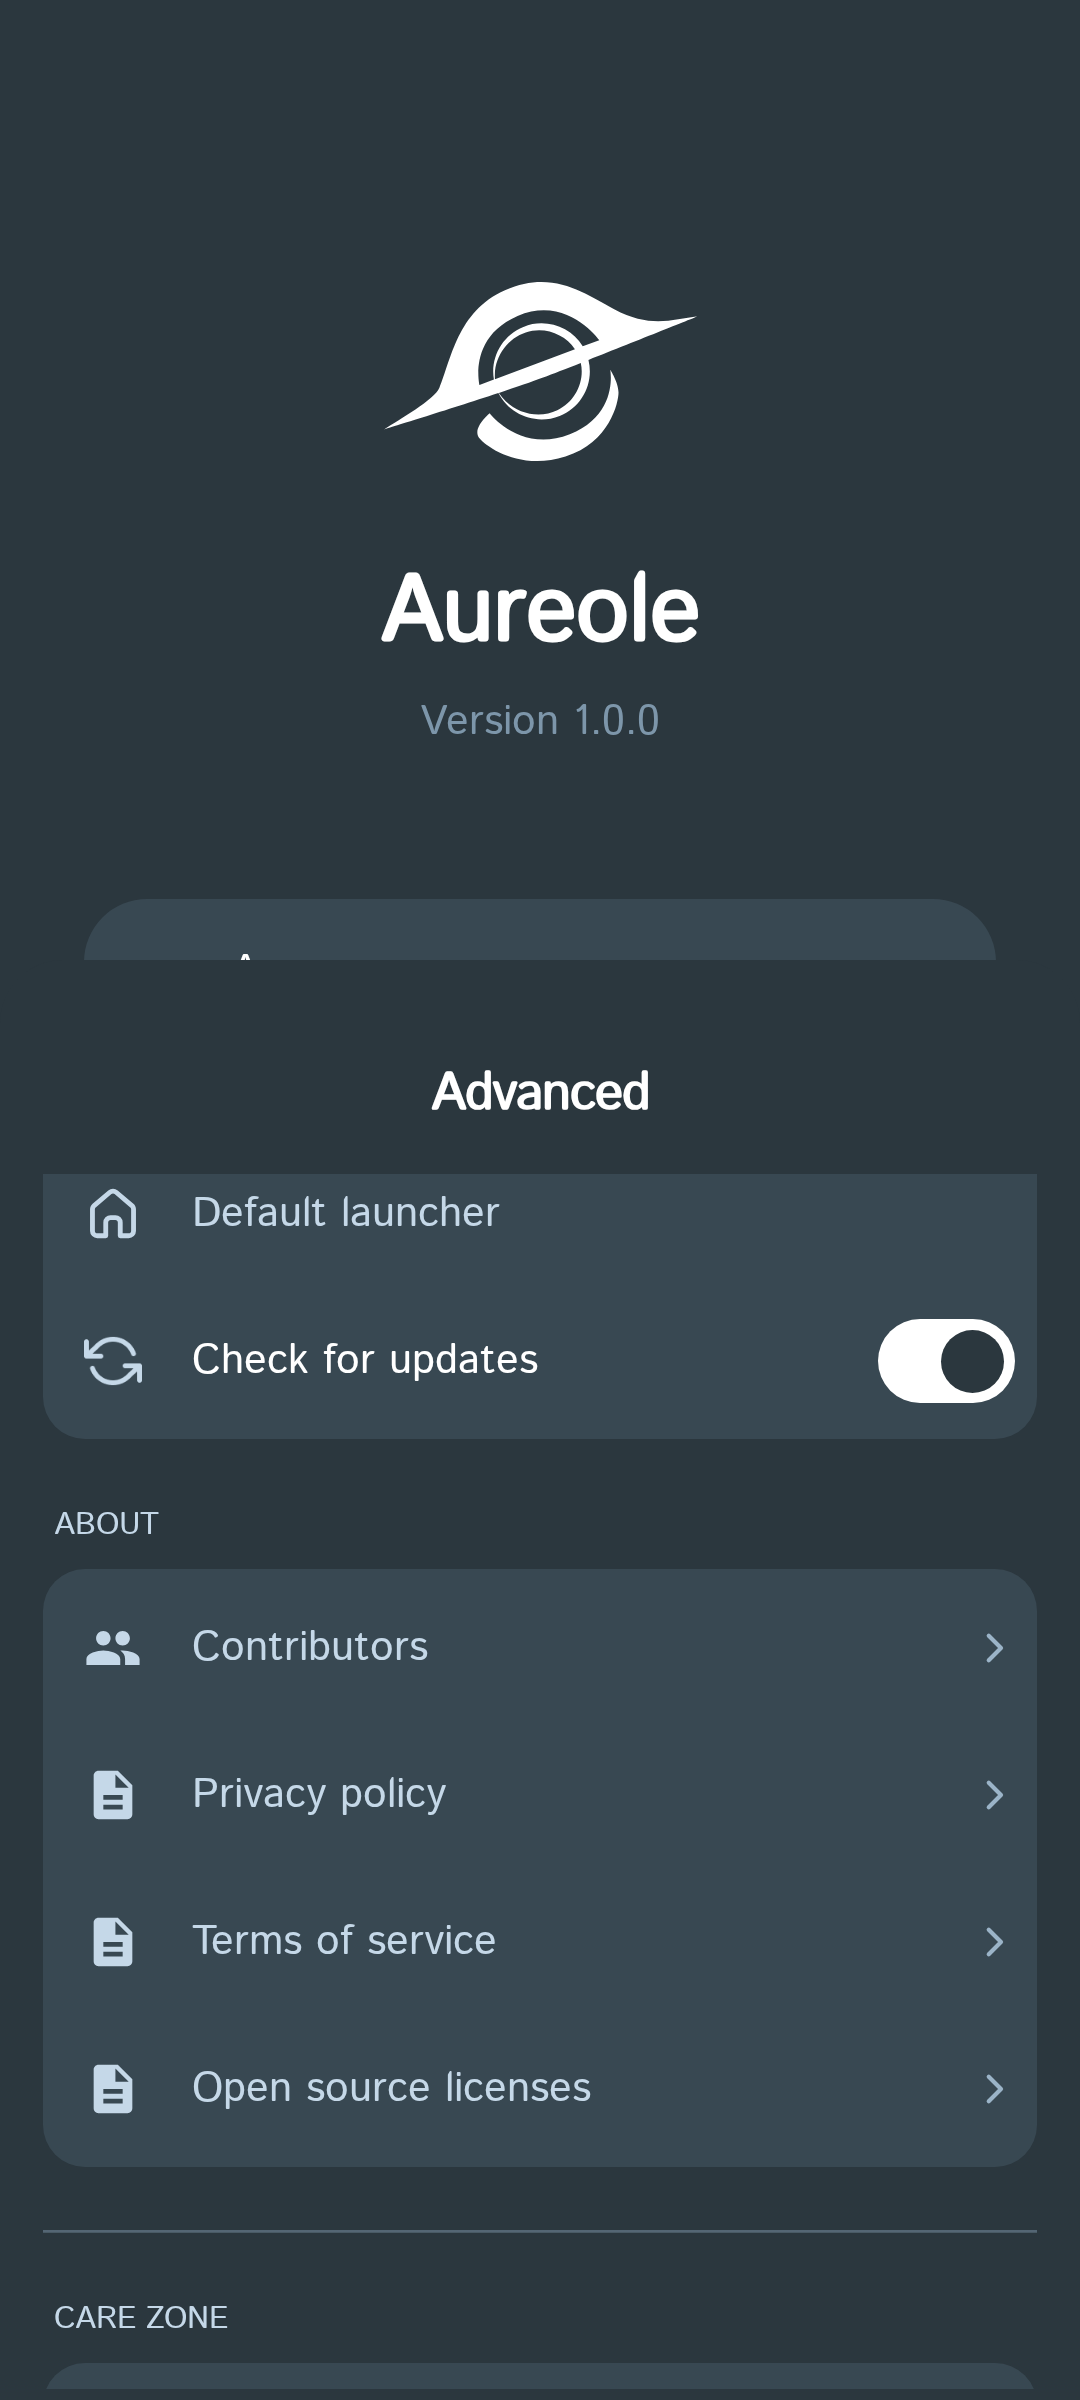 Aureole
Version 1.0.0
Advanced
Default launcher
Check for updates
ABOUT
Contributors
Privacy policy
Terms of service
Open source licenses
CARE ZONE